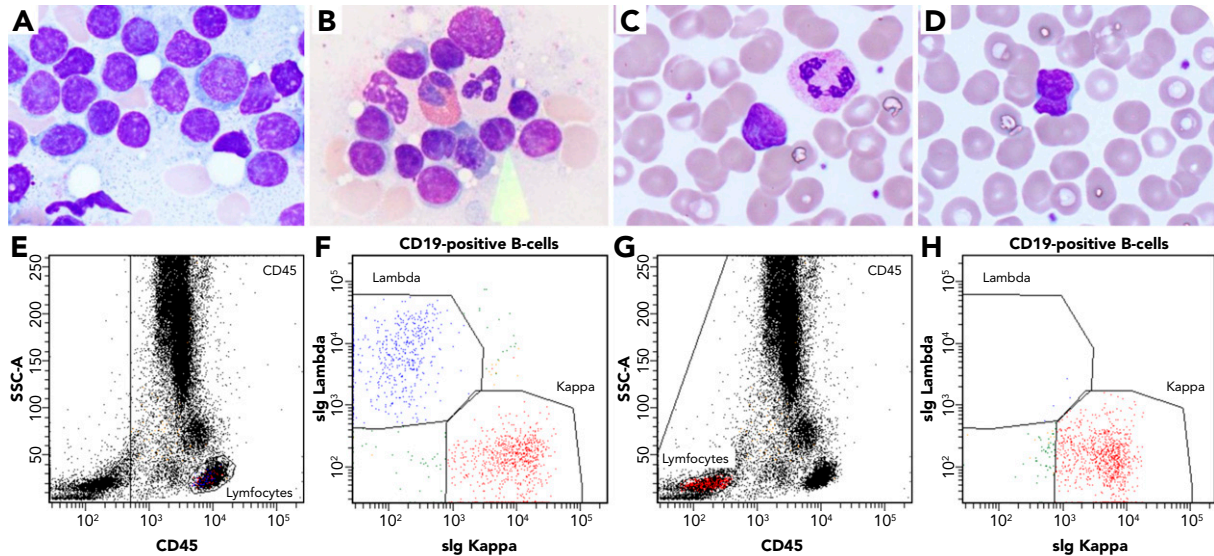 A
B
C
D
E
250
200
150
100
50
SSC-A
CD45
Lymfocytes
10² 10³ 10⁴ 10⁵
CD45
F
CD19-positive B-cells
Lambda
Kappa
10⁵
10⁴
10³
10²
sIg Lambda
10² 10³ 10⁴ 10⁵
sIg Kappa
G
250
200
150
100
50
SSC-A
CD45
Lymfocytes
10² 10³ 10⁴ 10⁵
CD45
H
CD19-positive B-cells
Lambda
Kappa
10⁵
10⁴
10³
10²
sIg Lambda
10² 10³ 10⁴ 10⁵
sIg Kappa